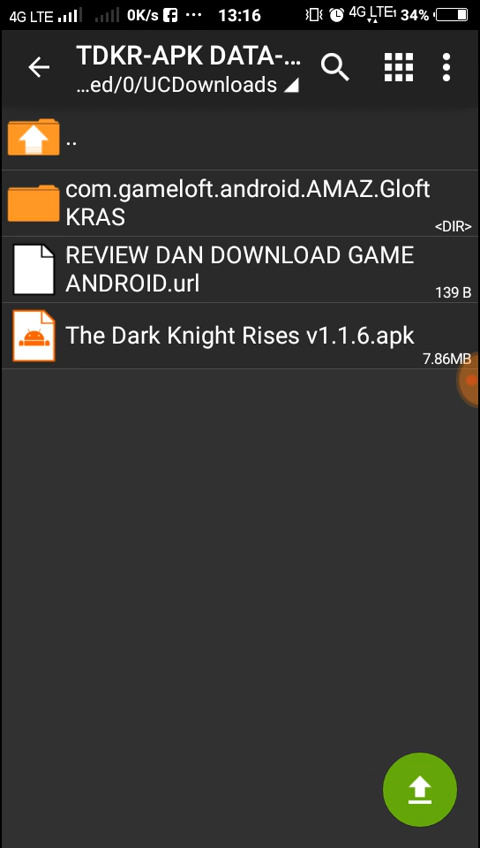 4G LTE 0K/s ... 13:16 4G LTE 34%
TDKR-APK DATA-...
...ed/0/UCDownloads
..
com.gameloft.android.AMAZ.Gloft
KRAS
<DIR>
REVIEW DAN DOWNLOAD GAME
ANDROID.url
139 B
The Dark Knight Rises v1.1.6.apk
7.86MB